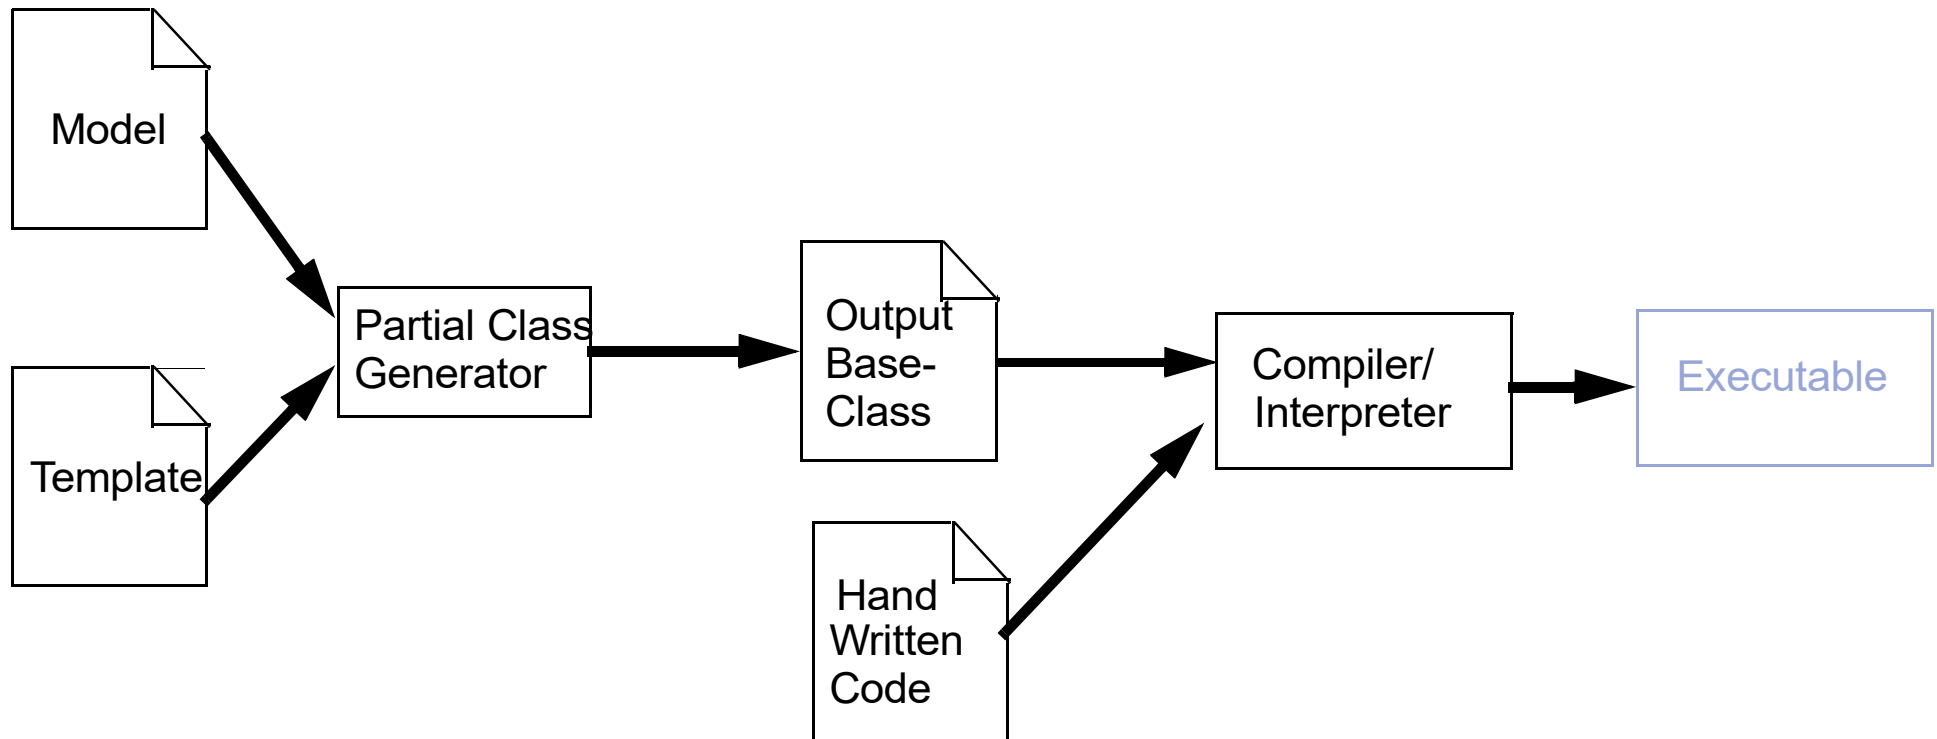 Model
Template
Partial Class
Generator
Output
Base-
Class
Hand
Written
Code
Compiler/
Interpreter
Executable